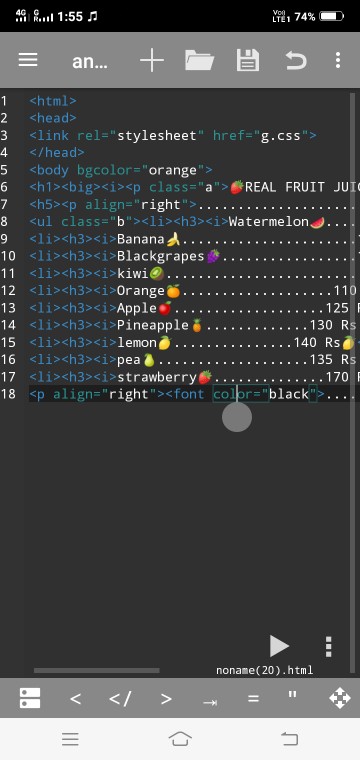 4G G 1:55 ♫ Vo)) LTE1 74%
an...
1 <html>
2 <head>
3 <link rel="stylesheet" href="g.css">
4 </head>
5 <body bgcolor="orange">
6 <h1><big><i><p class="a">🍓REAL FRUIT JUI
7 <h5><p align="right">....................
8 <ul class="b"><li><h3><i>Watermelon🍉....
9 <li><h3><i>Banana🍌......................
10 <li><h3><i>Blackgrapes🍇.................
11 <li><h3><i>kiwi🥝........................
12 <li><h3><i>Orange🍊...................110
13 <li><h3><i>Apple🍎...................125
14 <li><h3><i>Pineapple🍍.............130 Rs
15 <li><h3><i>lemon🍋...............140 Rs🍋
16 <li><h3><i>pea🍐...................135 Rs
17 <li><h3><i>strawberry🍓..............170
18 <p align="right"><font color="black">....
noname(20).html
< </ > = "